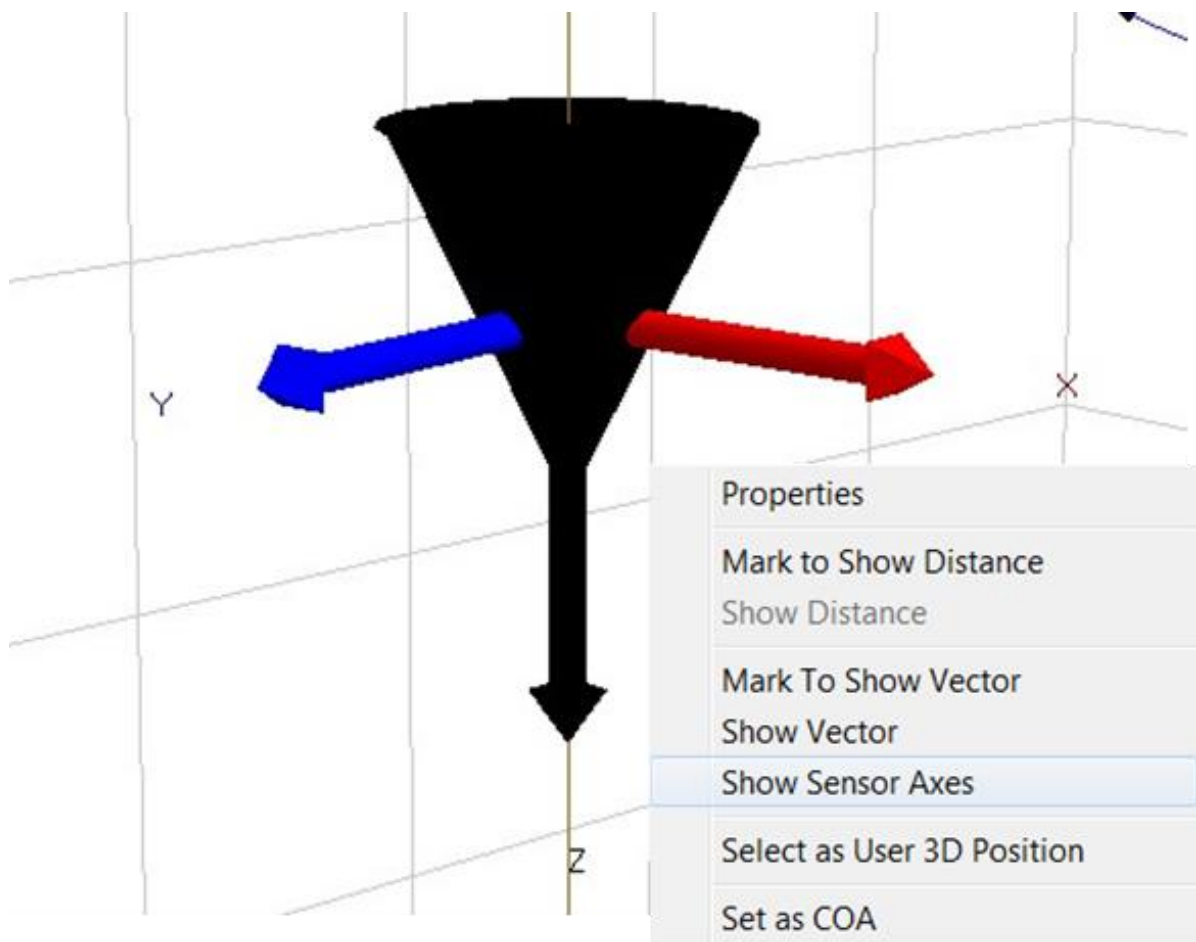 Y
X
Z
Properties
Mark to Show Distance
Show Distance
Mark To Show Vector
Show Vector
Show Sensor Axes
Select as User 3D Position
Set as COA